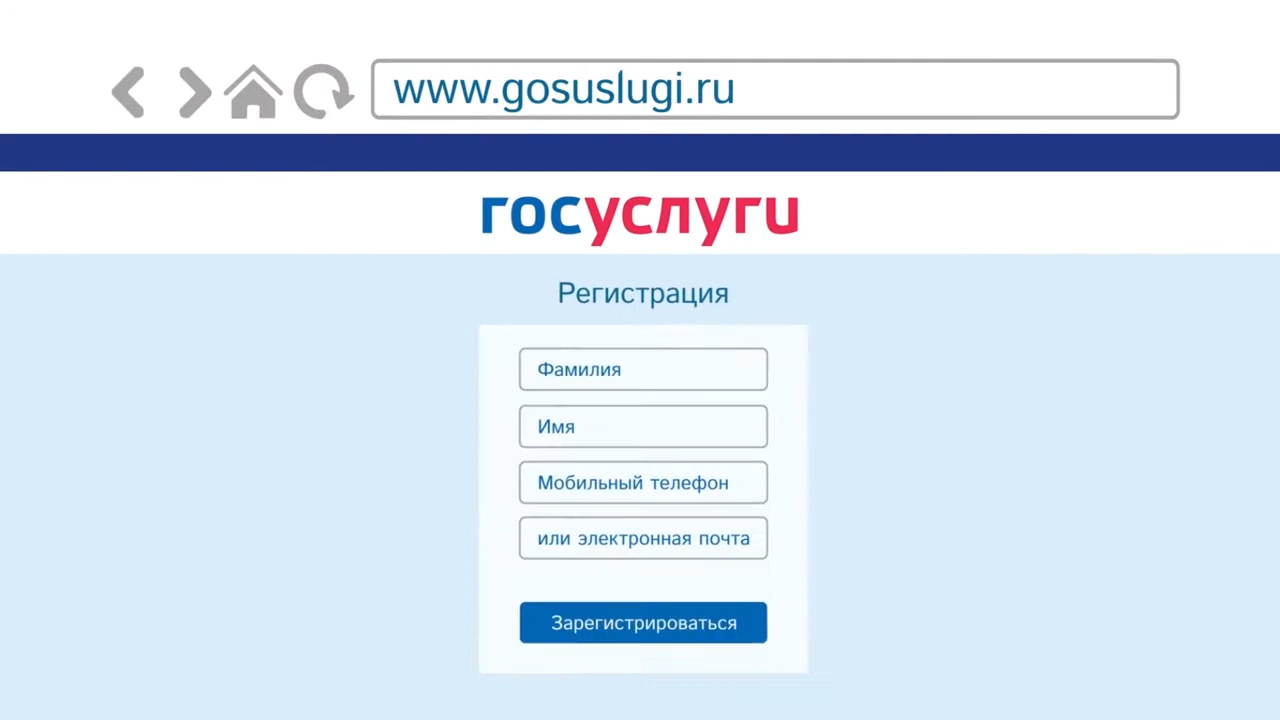 www.gosuslugi.ru
госуслуги
Регистрация
Фамилия
Имя
Мобильный телефон
или электронная почта
Зарегистрироваться